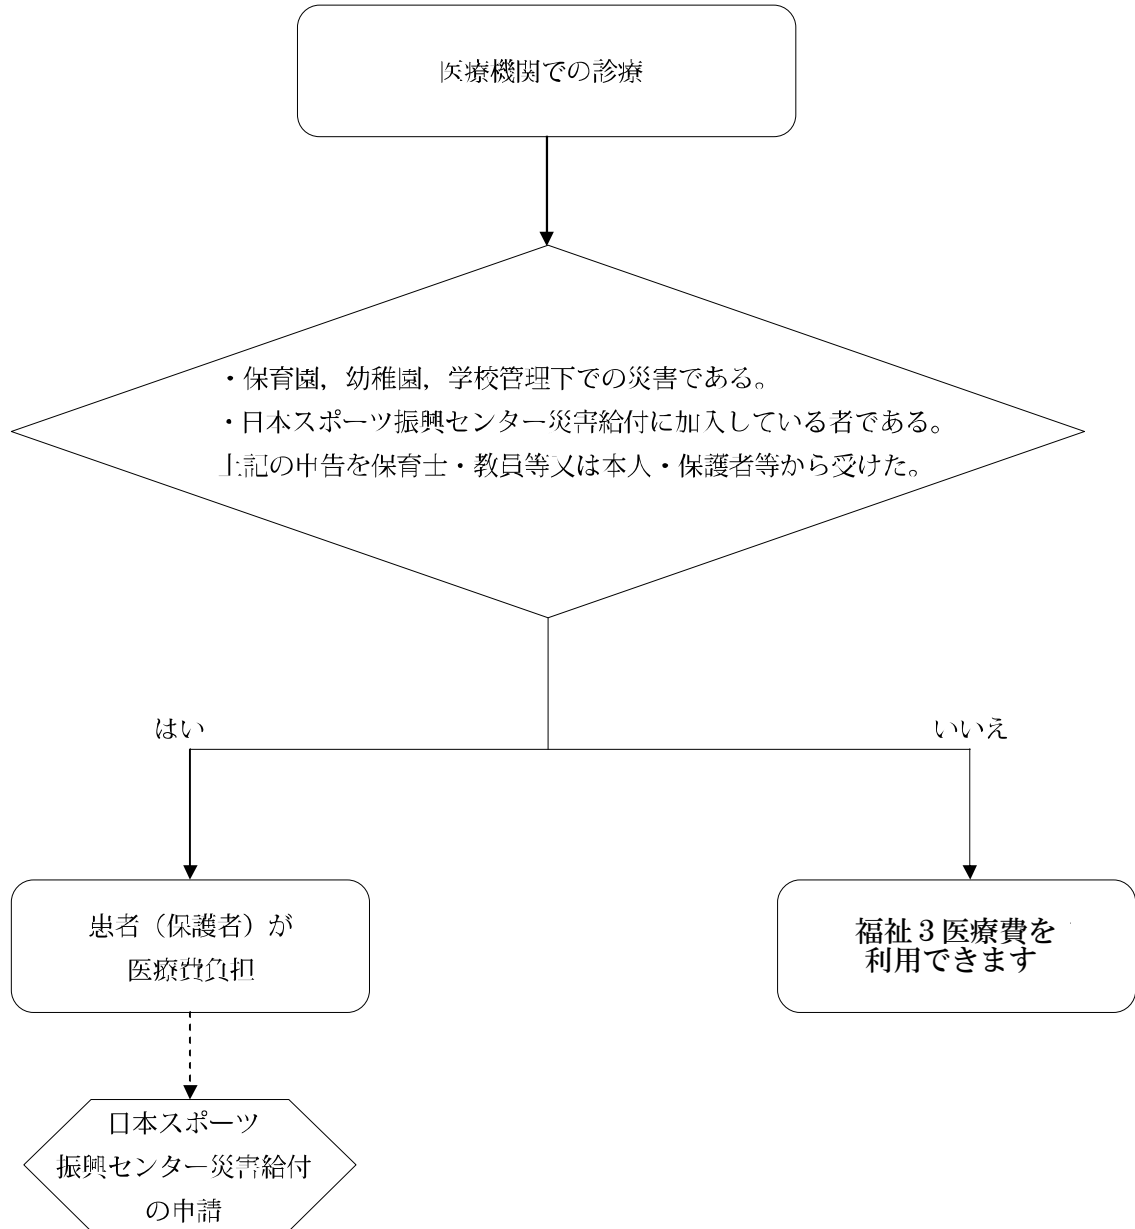 医療機関での診療
・保育園，幼稚園，学校管理下での災害である。
・日本スポーツ振興センター災害給付に加入している者である。
上記の申告を保育士・教員等又は本人・保護者等から受けた。
はい
いいえ
患者（保護者）が
医療費負担
福祉３医療費を
利用できます
日本スポーツ
振興センター災害給付
の申請